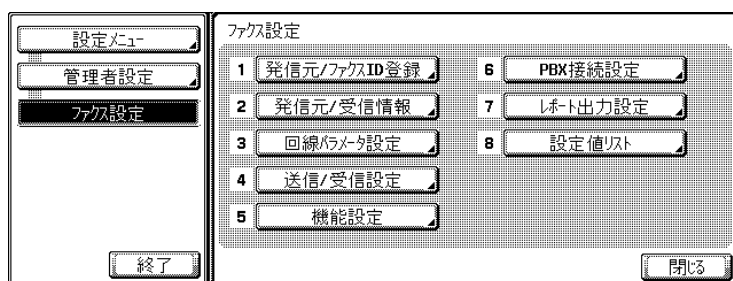 設定メニュー
管理者設定
ファクス設定
終了
ファクス設定
1 発信元/ファクスID登録
2 発信元/受信情報
3 回線パラメータ設定
4 送信/受信設定
5 機能設定
6 PBX接続設定
7 レポート出力設定
8 設定値リスト
閉じる